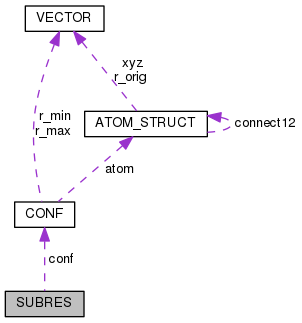 VECTOR
xyz
r_orig
r_min
r_max
ATOM_STRUCT
connect12
atom
CONF
conf
SUBRES